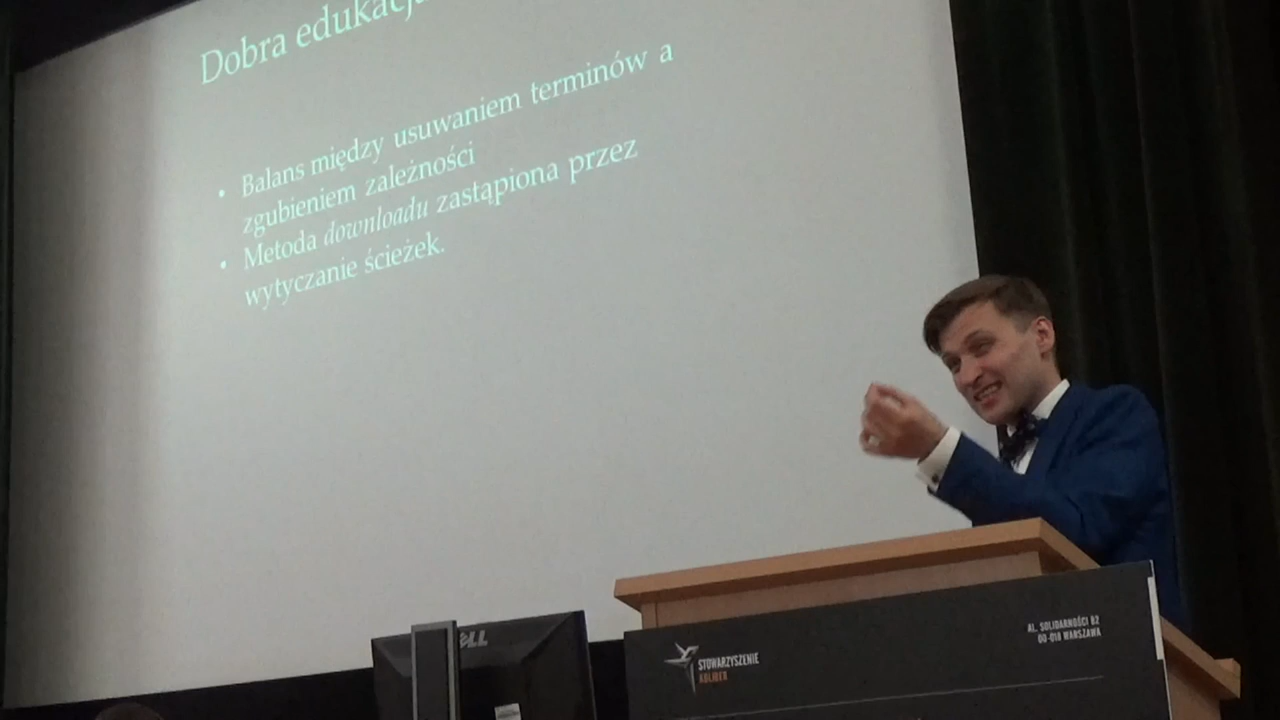 Dobra edukacja
• Balans między usuwaniem terminów a
zgubieniem zależności
• Metoda downloadu zastąpiona przez
wytyczanie ścieżek.
DELL
STOWARZYSZENIE
KOLIBER
AL. SOLIDARNOŚCI 82
00-018 WARSZAWA